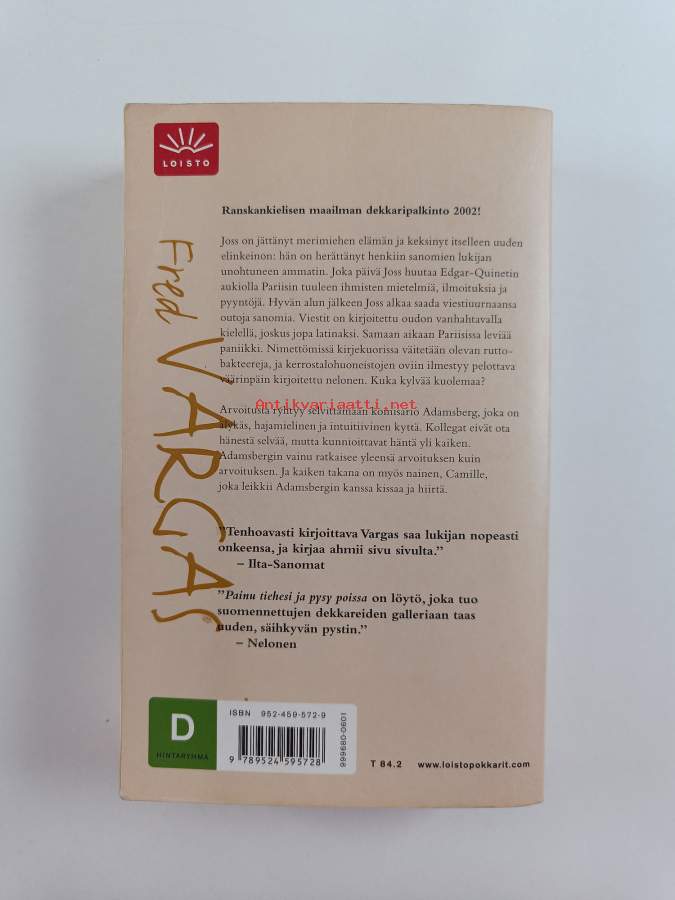 LOISTO
Fred VARGAS
Ranskankielisen maailman dekkaripalkinto 2002!
Joss on jättänyt merimiehen elämän ja keksinyt itselleen uuden
elinkeinon: hän on herättänyt henkiin sanomien lukijan
unohtuneen ammatin. Joka päivä Joss huutaa Edgar-Quinetin
aukiolla Pariisin tuuleen ihmisten mietelmiä, ilmoituksia ja
pyyntöjä. Hyvän alun jälkeen Joss alkaa saada viestiuurnaansa
outoja sanomia. Viestit on kirjoitettu oudon vanhahtavalla
kielellä, joskus jopa latinaksi. Samaan aikaan Pariisissa leviää
paniikki. Nimettömissä kirjekuorissa väitetään olevan rutto-
bakteereja, ja kerrostalohuoneistojen oviin ilmestyy pelottava
väärinpäin kirjoitettu nelonen. Kuka kylvää kuolemaa?
Antikvariaatti.net
Arvoitusta ryhtyy selvittämään komisario Adamsberg, joka on
älykäs, hajamielinen ja intuitiivinen kyttä. Kollegat eivät ota
hänestä selvää, mutta kunnioittavat häntä yli kaiken.
Adamsbergin vainu ratkaisee yleensä arvoituksen kuin
arvoituksen. Ja kaiken takana on myös nainen, Camille,
joka leikkii Adamsbergin kanssa kissaa ja hiirtä.
”Tenhoavasti kirjoittava Vargas saa lukijan nopeasti
onkeensa, ja kirjaa ahmii sivu sivulta.”
– Ilta-Sanomat
”Painu tiehesi ja pysy poissa on löytö, joka tuo
suomennettujen dekkareiden galleriaan taas
uuden, säihkyvän pystin.”
– Nelonen
D
HINTARYHMÄ
ISBN 952-459-572-9
9 789524 595728
999680-0601
T 84.2 www.loistopokkarit.com